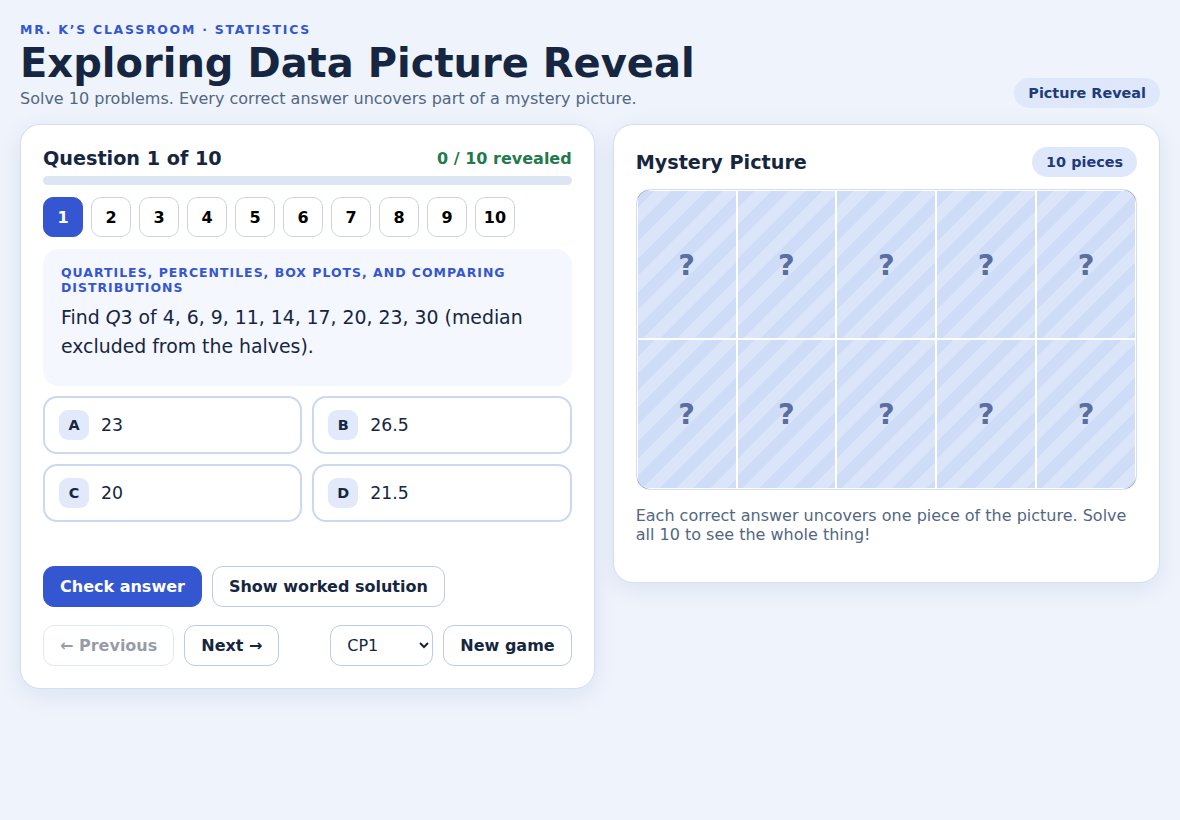 MR. K’S CLASSROOM · STATISTICS
Exploring Data Picture Reveal
Solve 10 problems. Every correct answer uncovers part of a mystery picture.
Picture Reveal
Question 1 of 10
0 / 10 revealed
1 2 3 4 5 6 7 8 9 10
QUARTILES, PERCENTILES, BOX PLOTS, AND COMPARING
DISTRIBUTIONS
Find Q3 of 4, 6, 9, 11, 14, 17, 20, 23, 30 (median
excluded from the halves).
A 23
B 26.5
C 20
D 21.5
Check answer
Show worked solution
← Previous
Next →
CP1
New game
Mystery Picture
10 pieces
? ? ? ? ?
? ? ? ? ?
Each correct answer uncovers one piece of the picture. Solve
all 10 to see the whole thing!